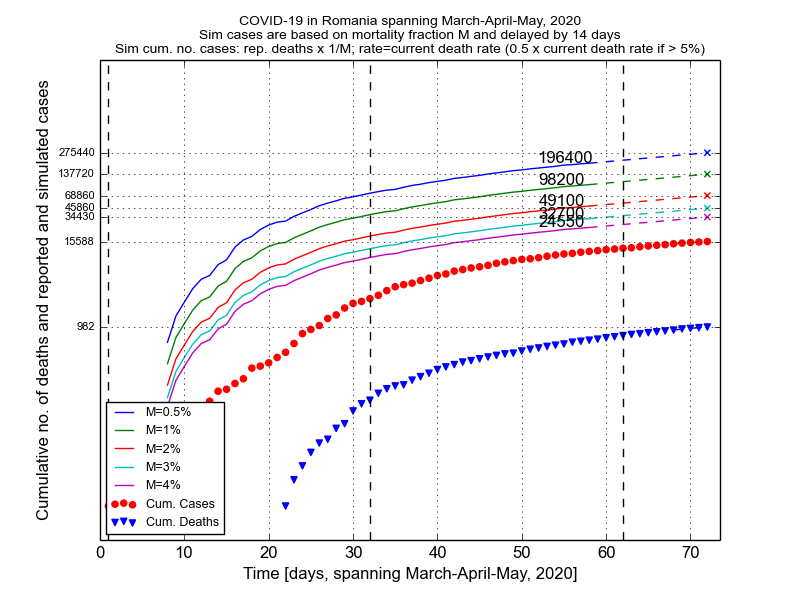 COVID-19 in Romania spanning March-April-May, 2020
Sim cases are based on mortality fraction M and delayed by 14 days
Sim cum. no. cases: rep. deaths x 1/M; rate=current death rate (0.5 x current death rate if > 5%)
Cumulative no. of deaths and reported and simulated cases
275440
137720
68860
45860
34430
15588
982
196400
98200
49100
32700
24550
M=0.5%
M=1%
M=2%
M=3%
M=4%
Cum. Cases
Cum. Deaths
0 10 20 30 40 50 60 70
Time [days, spanning March-April-May, 2020]